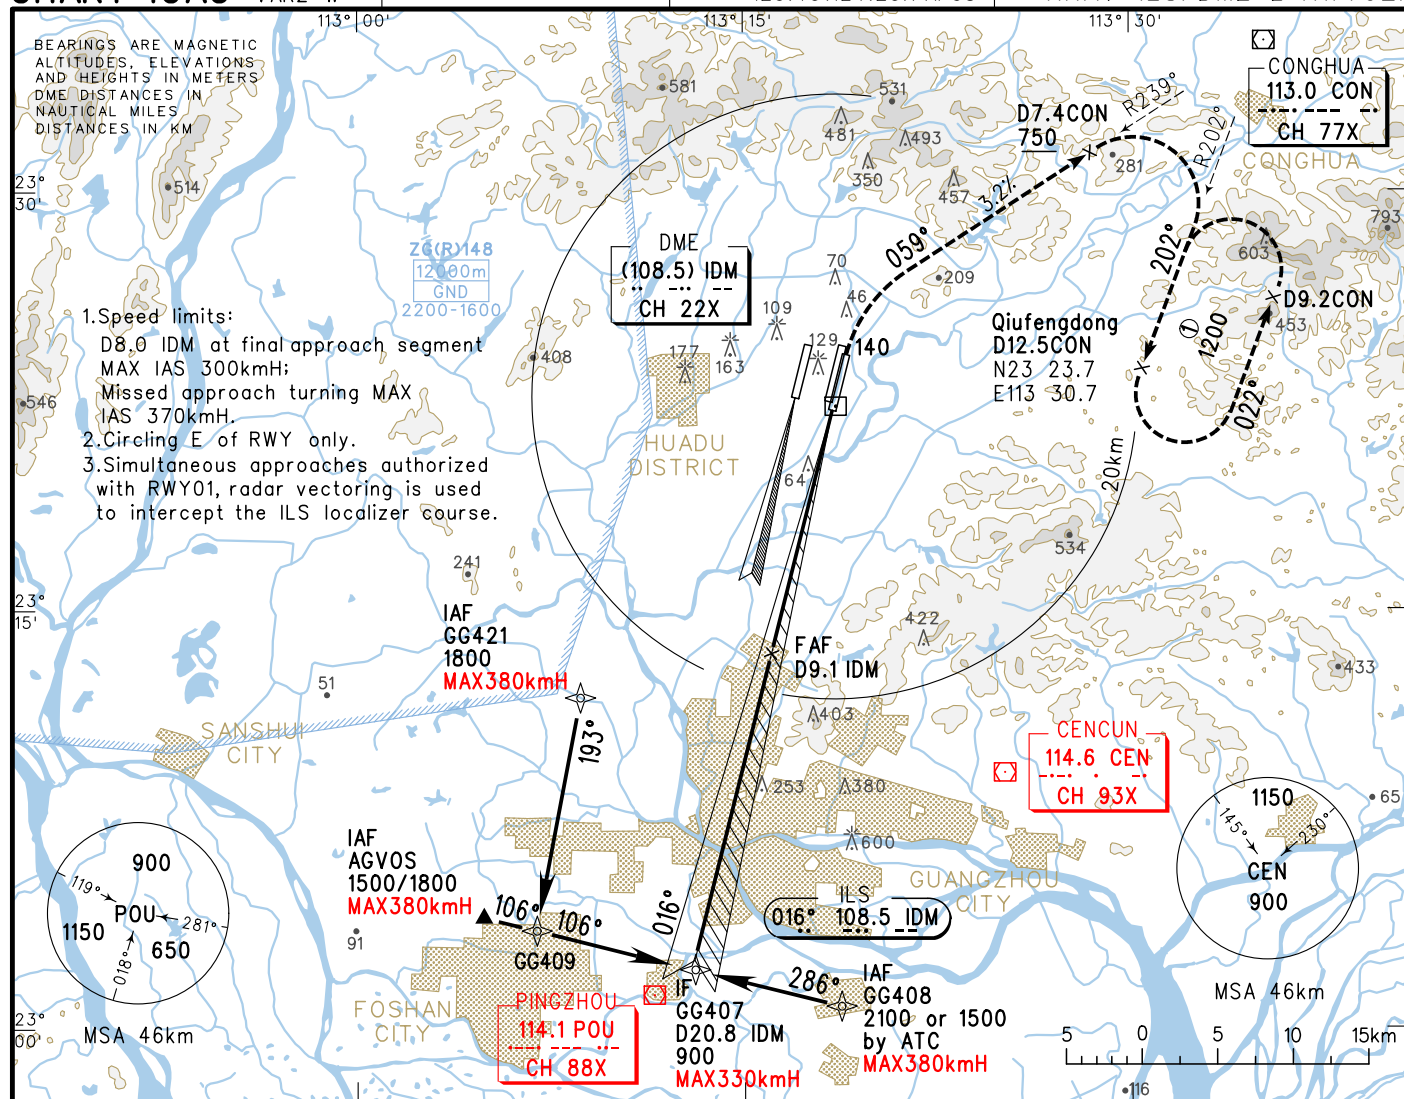 113° 00'
113° 15'
113° 30'
BEARINGS ARE MAGNETIC
ALTITUDES, ELEVATIONS
AND HEIGHTS IN METERS
DME DISTANCES IN
NAUTICAL MILES
DISTANCES IN KM
CONGHUA
113.0 CON
CH 77X
CONGHUA
581
531
481
493
350
457
D7.4CON
750
R239°
R202°
281
23°
30'
514
793
603
ZG(R)148
12000m
GND
2200-1600
DME
(108.5) IDM
CH 22X
059°
3.2%
202°
209
70
46
109
129
177
163
140
D9.2CON
453
① 1200
022°
Qiufengdong
D12.5CON
N23 23.7
E113 30.7
1.Speed limits:
D8.0 IDM at final approach segment
MAX IAS 300kmH;
Missed approach turning MAX
IAS 370kmH.
2.Circling E of RWY only.
3.Simultaneous approaches authorized
with RWY01, radar vectoring is used
to intercept the ILS localizer course.
408
546
HUADU
DISTRICT
64
20km
534
241
422
23°
15'
IAF
GG421
1800
MAX380kmH
FAF
D9.1 IDM
433
51
403
SANSHUI
CITY
193°
CENCUN
114.6 CEN
CH 93X
253
380
600
65
1150
145°
230°
CEN
900
MSA 46km
IAF
AGVOS
1500/1800
MAX380kmH
900
119°
POU
281°
1150
650
018°
MSA 46km
91
106°
106°
GG409
016°
ILS
016° 108.5 IDM
GUANGZHOU
CITY
286°
IAF
GG408
2100 or 1500
by ATC
MAX380kmH
FOSHAN
CITY
PINGZHOU
114.1 POU
CH 88X
IF
GG407
D20.8 IDM
900
MAX330kmH
23°
00'
5 0 5 10 15km
116